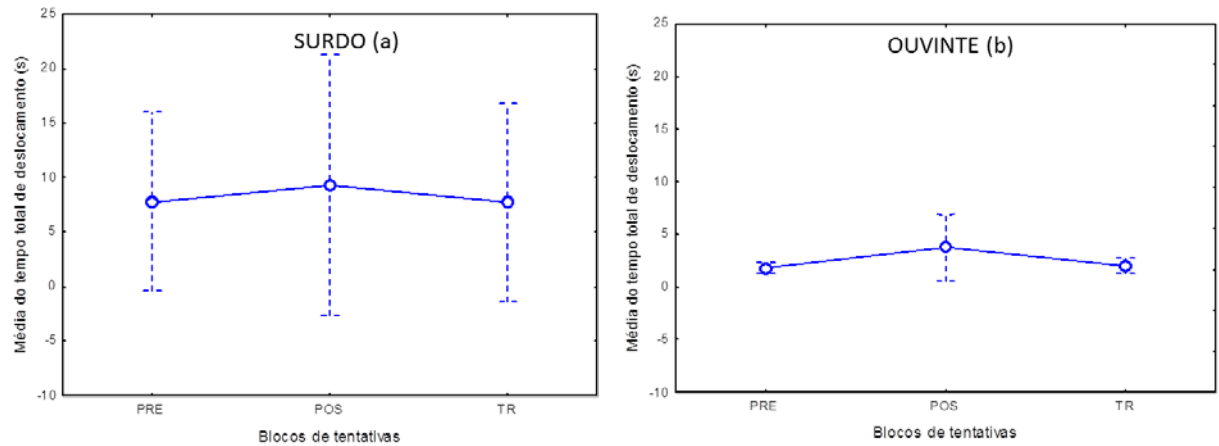 SURDO (a)
Média do tempo total de deslocamento (s)
25
20
15
10
5
0
-5
-10
PRE
POS
TR
Blocos de tentativas
OUVINTE (b)
Média do tempo total de deslocamento (s)
25
20
15
10
5
0
-5
-10
PRE
POS
TR
Blocos de tentativas